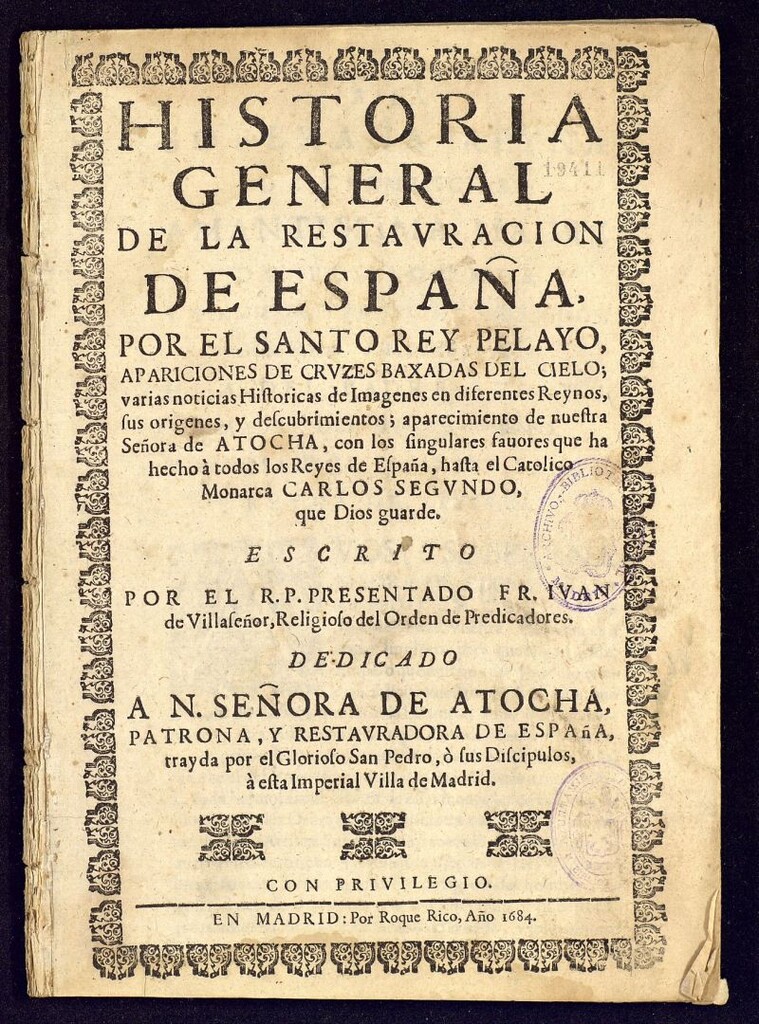 HISTORIA
GENERAL
19411
DE LA RESTAVRACION
DE ESPAÑA,
POR EL SANTO REY PELAYO,
APARICIONES DE CRVZES BAXADAS DEL CIELO;
varias noticias Hiſtoricas de Imagenes en diferentes Reynos,
ſus origenes, y deſcubrimientos; aparecimiento de nueſtra
Señora de ATOCHA, con los ſingulares fauores que ha
hecho à todos los Reyes de Eſpaña, haſta el Catolico
Monarca CARLOS SEGVNDO,
que Dios guarde.
ESCRITO
POR EL R.P. PRESENTADO FR. IVAN
de Villaſeñor, Religioſo del Orden de Predicadores.
DEDICADO
A N. SEÑORA DE ATOCHA,
PATRONA, Y RESTAVRADORA DE ESPAñA,
trayda por el Glorioſo San Pedro, ò ſus Diſcipulos,
à eſta Imperial Villa de Madrid.
CON PRIVILEGIO.
EN MADRID: Por Roque Rico, Año 1684.
ARCHIVO-BIBLIOT
MADRID